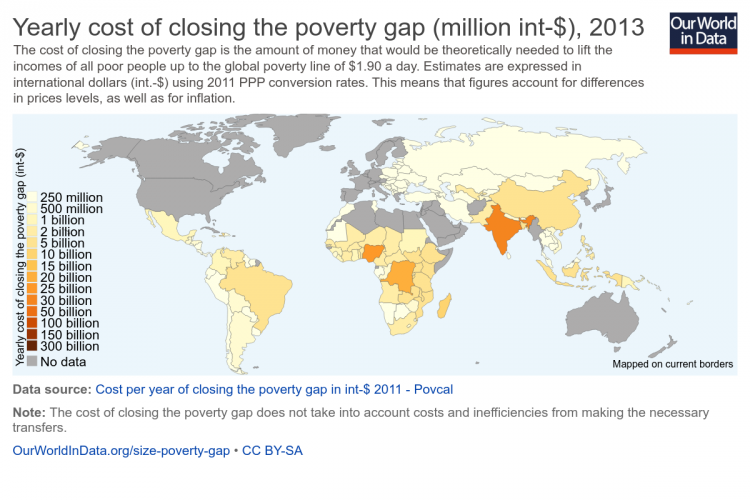 Yearly cost of closing the poverty gap (million int-$), 2013
Our World
in Data
The cost of closing the poverty gap is the amount of money that would be theoretically needed to lift the
incomes of all poor people up to the global poverty line of $1.90 a day. Estimates are expressed in
international dollars (int.-$) using 2011 PPP conversion rates. This means that figures account for differences
in prices levels, as well as for inflation.
Yearly cost of closing the poverty gap (int-$)
250 million
500 million
1 billion
2 billion
5 billion
10 billion
15 billion
20 billion
25 billion
30 billion
50 billion
100 billion
150 billion
300 billion
No data
Mapped on current borders
Data source: Cost per year of closing the poverty gap in int-$ 2011 - Povcal
Note: The cost of closing the poverty gap does not take into account costs and inefficiencies from making the necessary
transfers.
OurWorldInData.org/size-poverty-gap • CC BY-SA